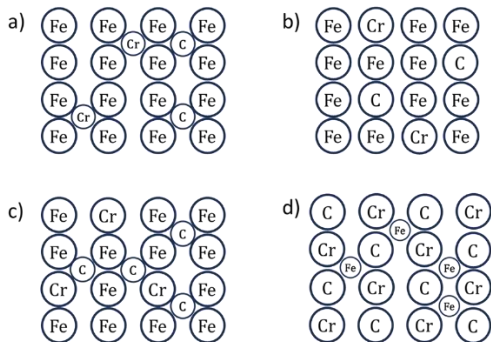 a)
Fe Fe Fe Fe
Cr C
Fe Fe Fe Fe
Fe Fe Fe Fe
Cr C
Fe Fe Fe Fe
b)
Fe Cr Fe Fe
Fe Fe Fe C
Fe C Fe Fe
Fe Fe Cr Fe
c)
Fe Cr Fe Fe
C
Fe Fe Fe Fe
C C
Cr Fe Cr Fe
C
Fe Fe Fe Fe
d)
C Cr C Cr
Fe
Cr C Cr C
Fe Fe
C Cr C Cr
Fe
Cr C Cr C